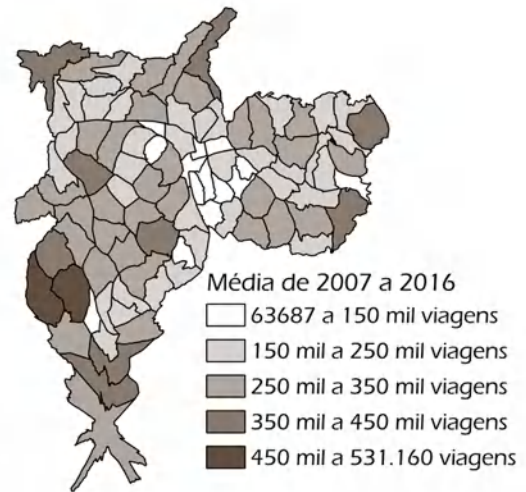 Média de 2007 a 2016
63687 a 150 mil viagens
150 mil a 250 mil viagens
250 mil a 350 mil viagens
350 mil a 450 mil viagens
450 mil a 531.160 viagens